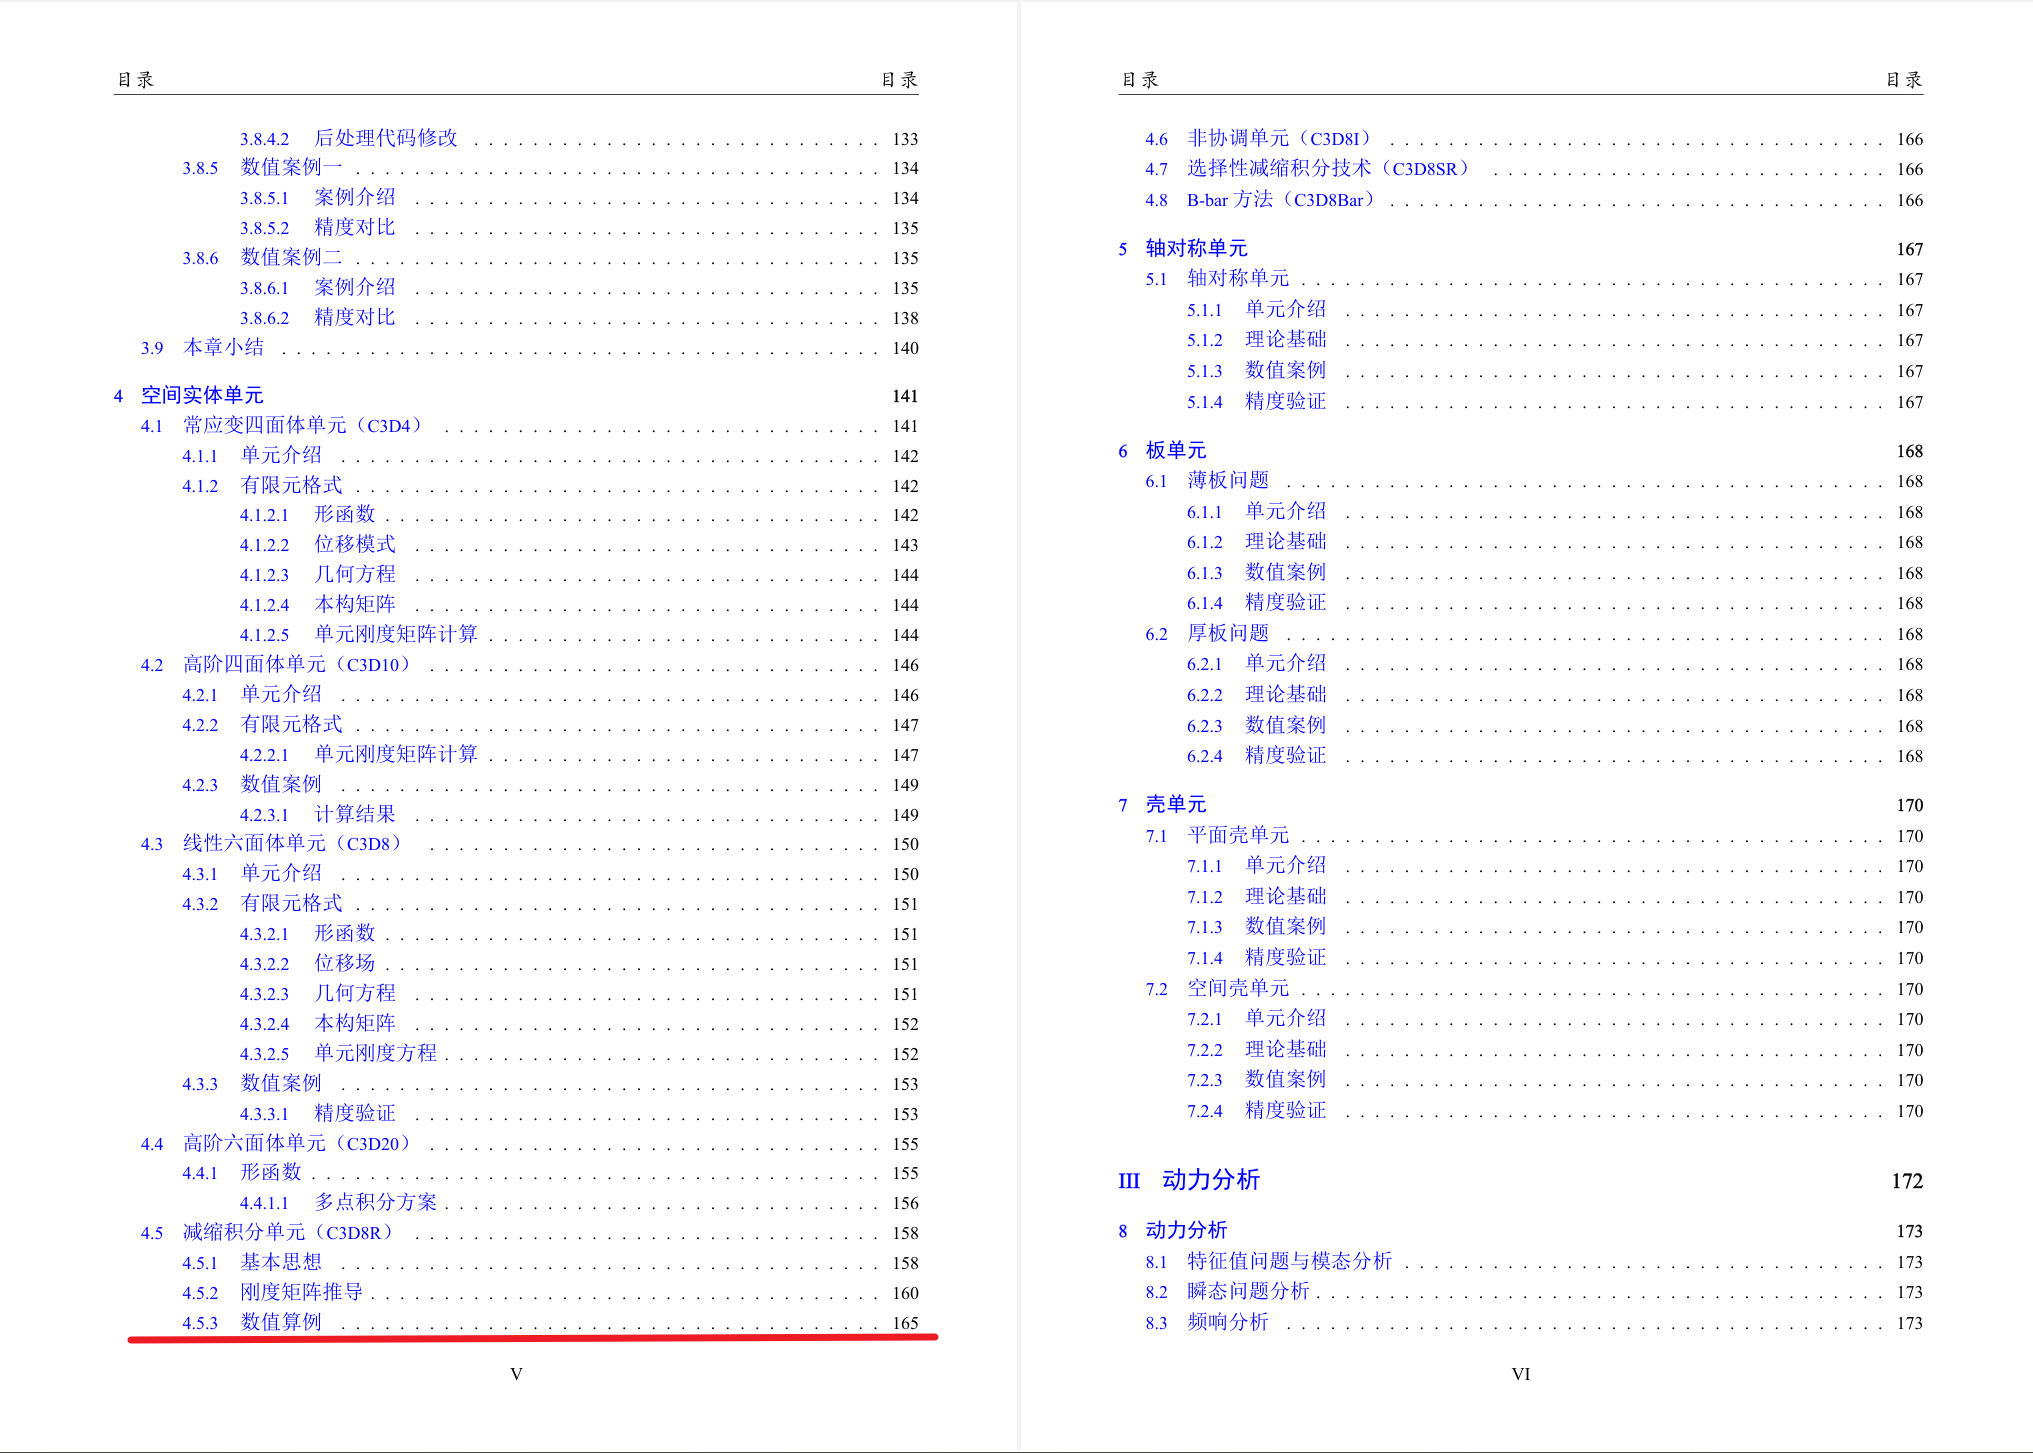 目录 目录
3.8.4.2 后处理代码修改 133
3.8.5 数值案例一 134
3.8.5.1 案例介绍 134
3.8.5.2 精度对比 135
3.8.6 数值案例二 135
3.8.6.1 案例介绍 135
3.8.6.2 精度对比 138
3.9 本章小结 140
4 空间实体单元 141
4.1 常应变四面体单元（C3D4） 141
4.1.1 单元介绍 142
4.1.2 有限元格式 142
4.1.2.1 形函数 142
4.1.2.2 位移模式 143
4.1.2.3 几何方程 144
4.1.2.4 本构矩阵 144
4.1.2.5 单元刚度矩阵计算 144
4.2 高阶四面体单元（C3D10） 146
4.2.1 单元介绍 146
4.2.2 有限元格式 147
4.2.2.1 单元刚度矩阵计算 147
4.2.3 数值案例 149
4.2.3.1 计算结果 149
4.3 线性六面体单元（C3D8） 150
4.3.1 单元介绍 150
4.3.2 有限元格式 151
4.3.2.1 形函数 151
4.3.2.2 位移场 151
4.3.2.3 几何方程 151
4.3.2.4 本构矩阵 152
4.3.2.5 单元刚度方程 152
4.3.3 数值案例 153
4.3.3.1 精度验证 153
4.4 高阶六面体单元（C3D20） 155
4.4.1 形函数 155
4.4.1.1 多点积分方案 156
4.5 减缩积分单元（C3D8R） 158
4.5.1 基本思想 158
4.5.2 刚度矩阵推导 160
4.5.3 数值算例 165
V
目录 目录
4.6 非协调单元（C3D8I） 166
4.7 选择性减缩积分技术（C3D8SR） 166
4.8 B-bar 方法（C3D8Bar） 166
5 轴对称单元 167
5.1 轴对称单元 167
5.1.1 单元介绍 167
5.1.2 理论基础 167
5.1.3 数值案例 167
5.1.4 精度验证 167
6 板单元 168
6.1 薄板问题 168
6.1.1 单元介绍 168
6.1.2 理论基础 168
6.1.3 数值案例 168
6.1.4 精度验证 168
6.2 厚板问题 168
6.2.1 单元介绍 168
6.2.2 理论基础 168
6.2.3 数值案例 168
6.2.4 精度验证 168
7 壳单元 170
7.1 平面壳单元 170
7.1.1 单元介绍 170
7.1.2 理论基础 170
7.1.3 数值案例 170
7.1.4 精度验证 170
7.2 空间壳单元 170
7.2.1 单元介绍 170
7.2.2 理论基础 170
7.2.3 数值案例 170
7.2.4 精度验证 170
III 动力分析 172
8 动力分析 173
8.1 特征值问题与模态分析 173
8.2 瞬态问题分析 173
8.3 频响分析 173
VI